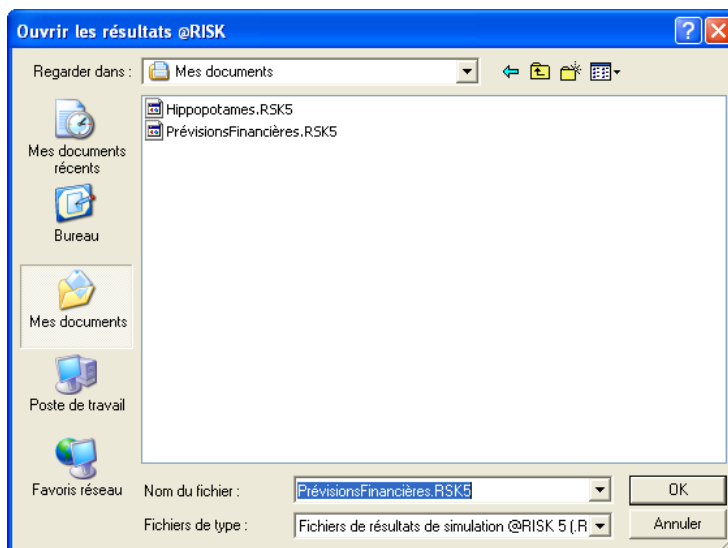 Ouvrir les résultats @RISK
Regarder dans :
Mes documents
Hippopotames.RSK5
PrévisionsFinancières.RSK5
Mes documents
récents
Bureau
Mes documents
Poste de travail
Favoris réseau
Nom du fichier :
PrévisionsFinancières.RSK5
OK
Fichiers de type :
Fichiers de résultats de simulation @RISK 5 (.R
Annuler